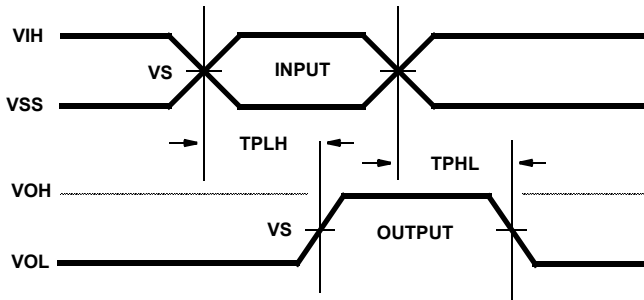 VIH
VS INPUT
VSS
TPLH TPHL
VOH
VS OUTPUT
VOL